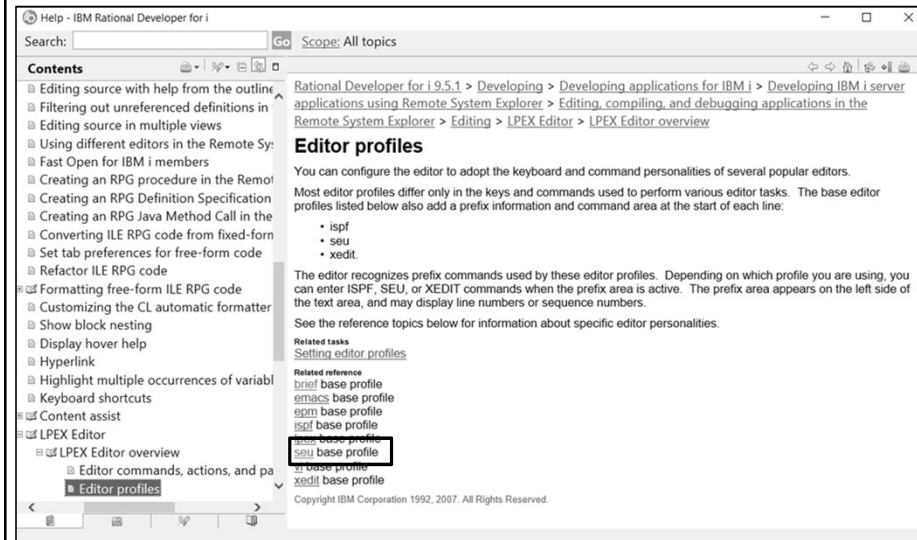 Help - IBM Rational Developer for i
Search:
Go
Scope: All topics
Contents
Editing source with help from the outline
Filtering out unreferenced definitions in
Editing source in multiple views
Using different editors in the Remote Sy
Fast Open for IBM i members
Creating an RPG procedure in the Remot
Creating an RPG Definition Specification
Creating an RPG Java Method Call in the
Converting ILE RPG code from fixed-form
Set tab preferences for free-form code
Refactor ILE RPG code
Formatting free-form ILE RPG code
Customizing the CL automatic formatter
Show block nesting
Display hover help
Hyperlink
Highlight multiple occurrences of variabl
Keyboard shortcuts
Content assist
LPEX Editor
LPEX Editor overview
Editor commands, actions, and pa
Editor profiles
Rational Developer for i 9.5.1 > Developing > Developing applications for IBM i > Developing IBM i server
applications using Remote System Explorer > Editing, compiling, and debugging applications in the
Remote System Explorer > Editing > LPEX Editor > LPEX Editor overview
Editor profiles
You can configure the editor to adopt the keyboard and command personalities of several popular editors.
Most editor profiles differ only in the keys and commands used to perform various editor tasks. The base editor
profiles listed below also add a prefix information and command area at the start of each line:
• ispf
• seu
• xedit.
The editor recognizes prefix commands used by these editor profiles. Depending on which profile you are using, you
can enter ISPF, SEU, or XEDIT commands when the prefix area is active. The prefix area appears on the left side of
the text area, and may display line numbers or sequence numbers.
See the reference topics below for information about specific editor personalities.
Related tasks
Setting editor profiles
Related reference
brief base profile
emacs base profile
epm base profile
ispf base profile
lpex base profile
seu base profile
vi base profile
xedit base profile
Copyright IBM Corporation 1992, 2007. All Rights Reserved.